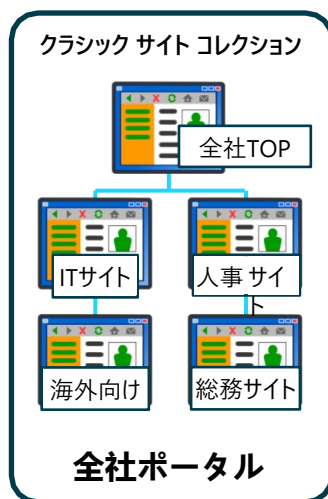 クラシック サイト コレクション
全社TOP
ITサイト
人事 サイ
ト
海外向け
総務サイト
全社ポータル